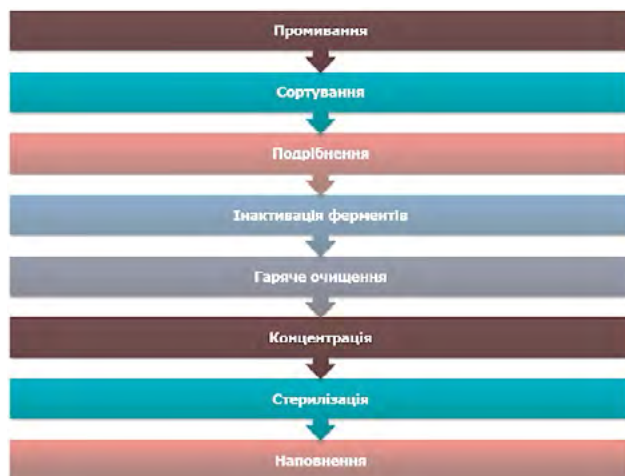 Промивання
Сортування
Подрібнення
Інактивація ферментів
Гаряче очищення
Концентрація
Стерилізація
Наповнення